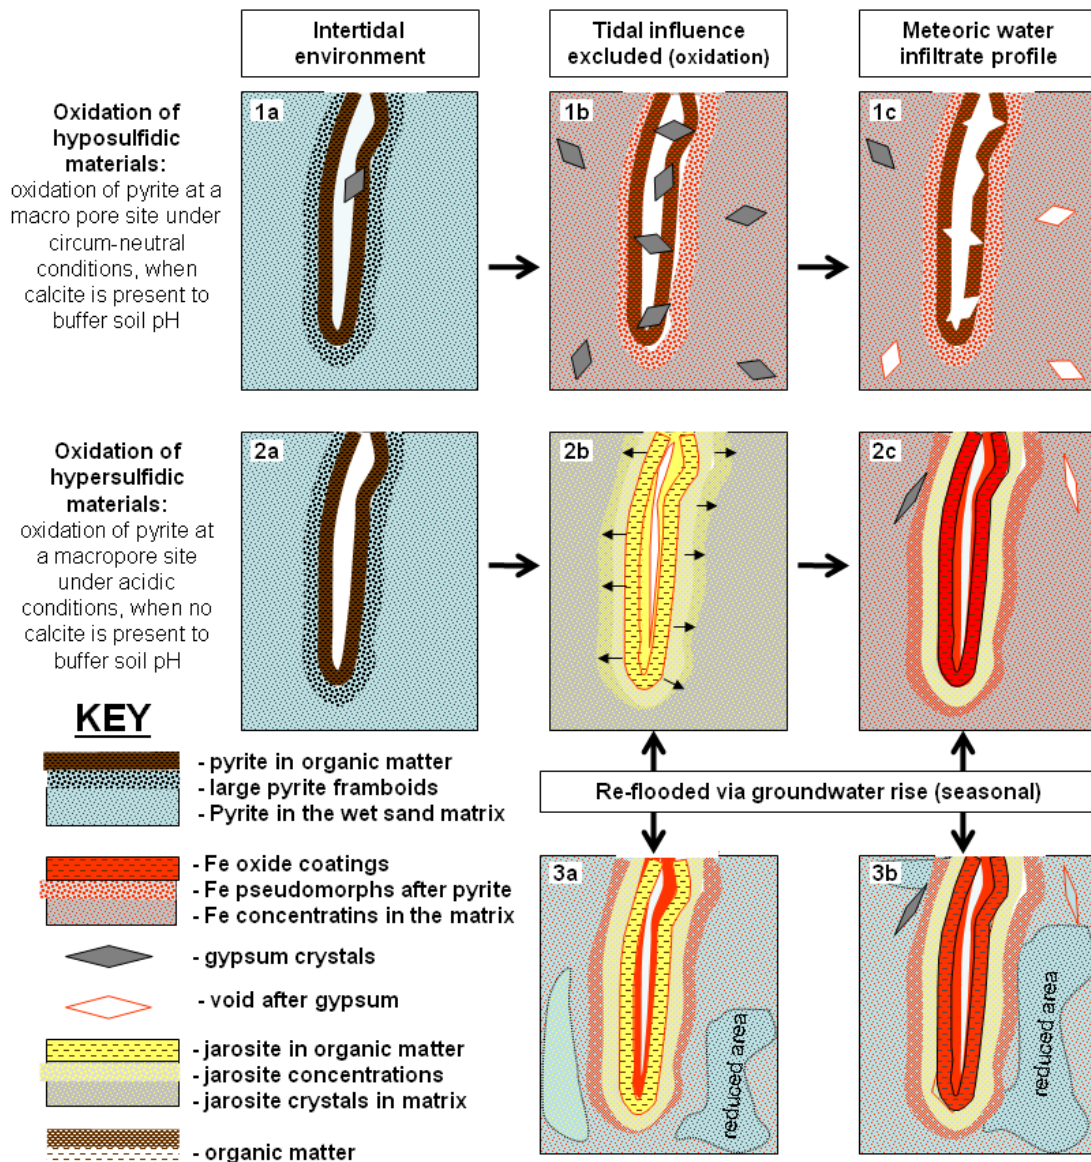 Intertidal
environment
Tidal influence
excluded (oxidation)
Meteoric water
infiltrate profile
Oxidation of
hyposulfidic
materials:
oxidation of pyrite at a
macro pore site under
circum-neutral
conditions, when
calcite is present to
buffer soil pH
1a
1b
1c
Oxidation of
hypersulfidic
materials:
oxidation of pyrite at
a macropore site
under acidic
conditions, when no
calcite is present to
buffer soil pH
2a
2b
2c
Re-flooded via groundwater rise (seasonal)
KEY
- pyrite in organic matter
- large pyrite framboids
- Pyrite in the wet sand matrix
- Fe oxide coatings
- Fe pseudomorphs after pyrite
- Fe concentratins in the matrix
- gypsum crystals
- void after gypsum
- jarosite in organic matter
- jarosite concentrations
- jarosite crystals in matrix
- organic matter
3a
reduced area
3b
reduced area